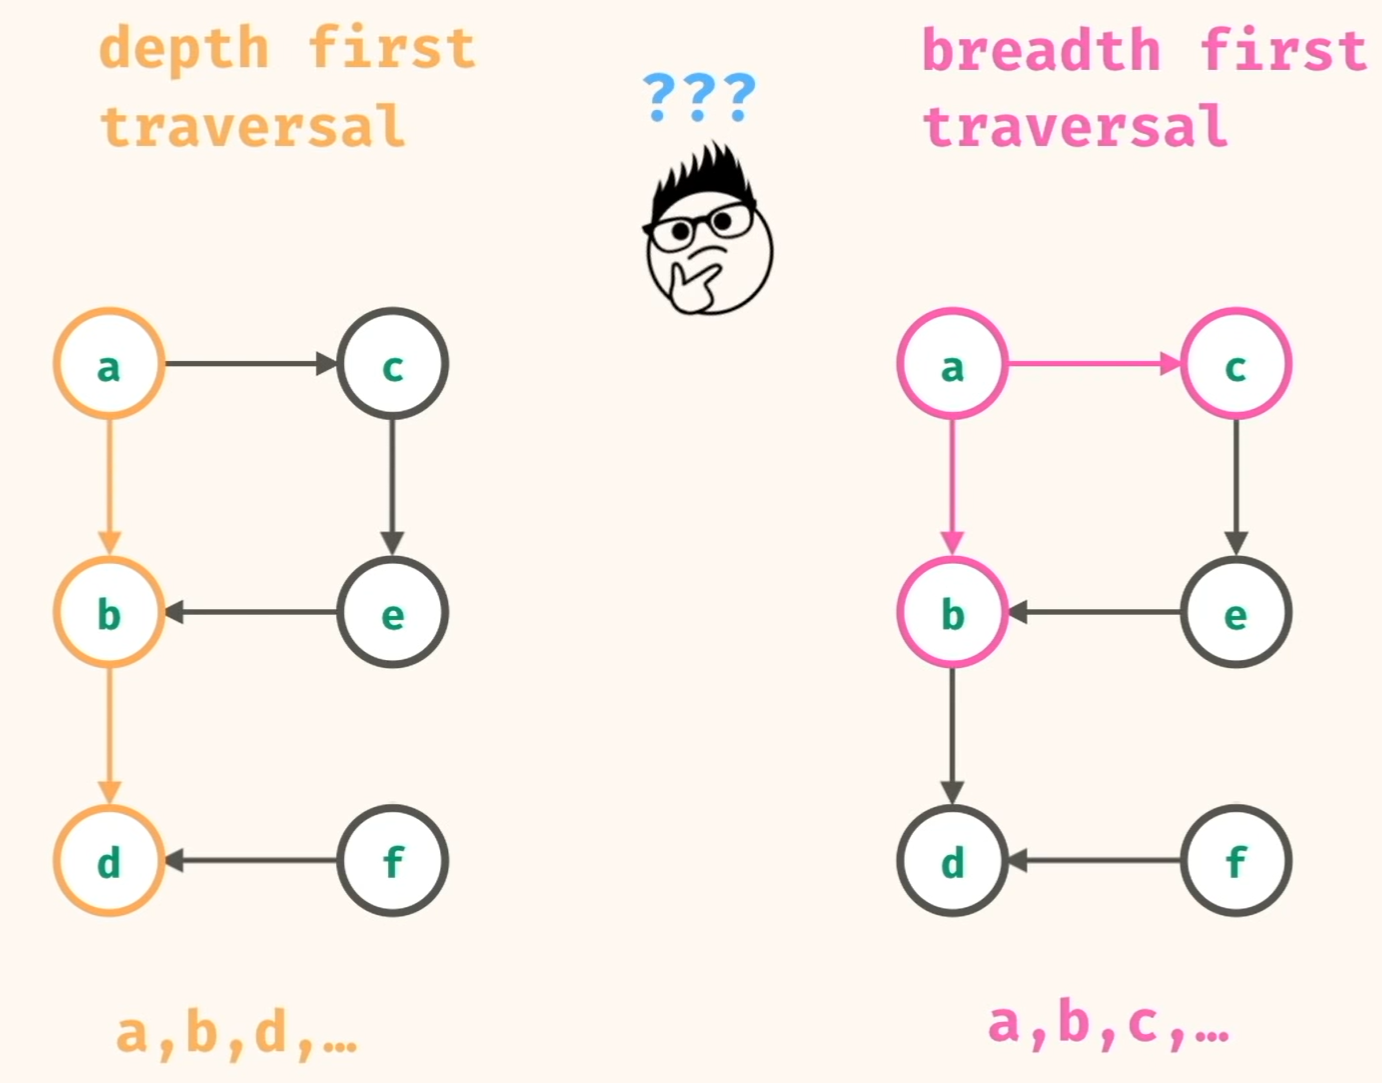 depth first
traversal
???
breadth first
traversal
a
c
b
e
d
f
a,b,d,…
a
c
b
e
d
f
a,b,c,…